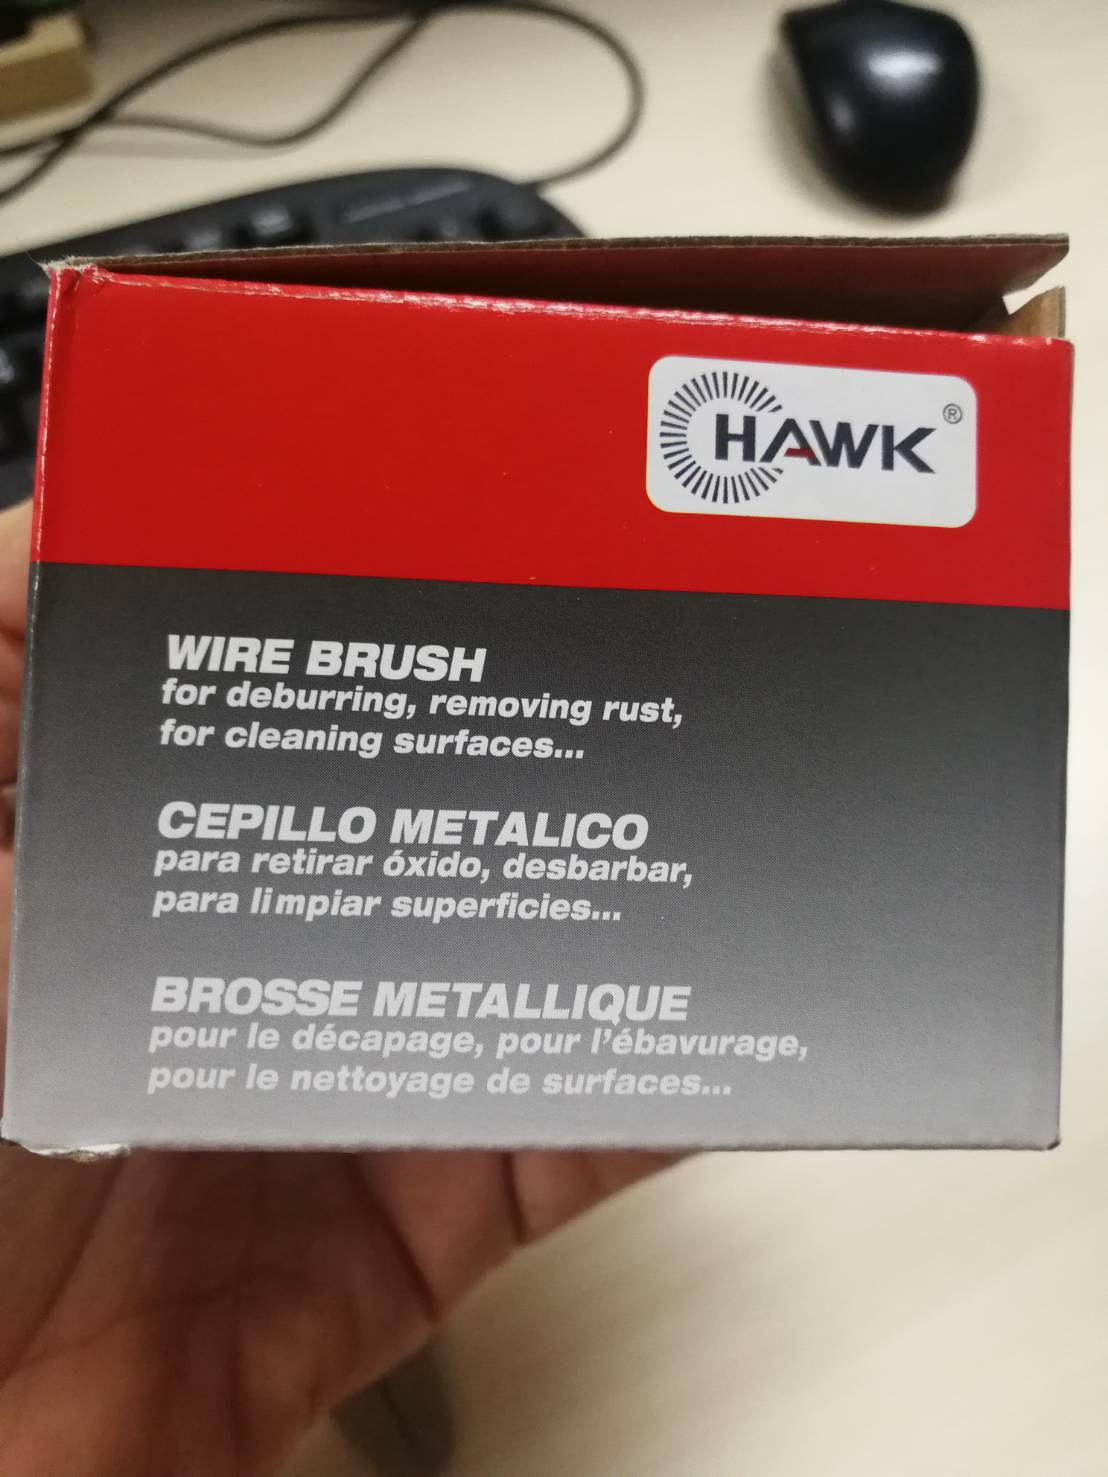 HAWK®
WIRE BRUSH
for deburring, removing rust,
for cleaning surfaces...
CEPILLO METALICO
para retirar óxido, desbarbar,
para limpiar superficies...
BROSSE METALLIQUE
pour le décapage, pour l'ébavurage,
pour le nettoyage de surfaces...